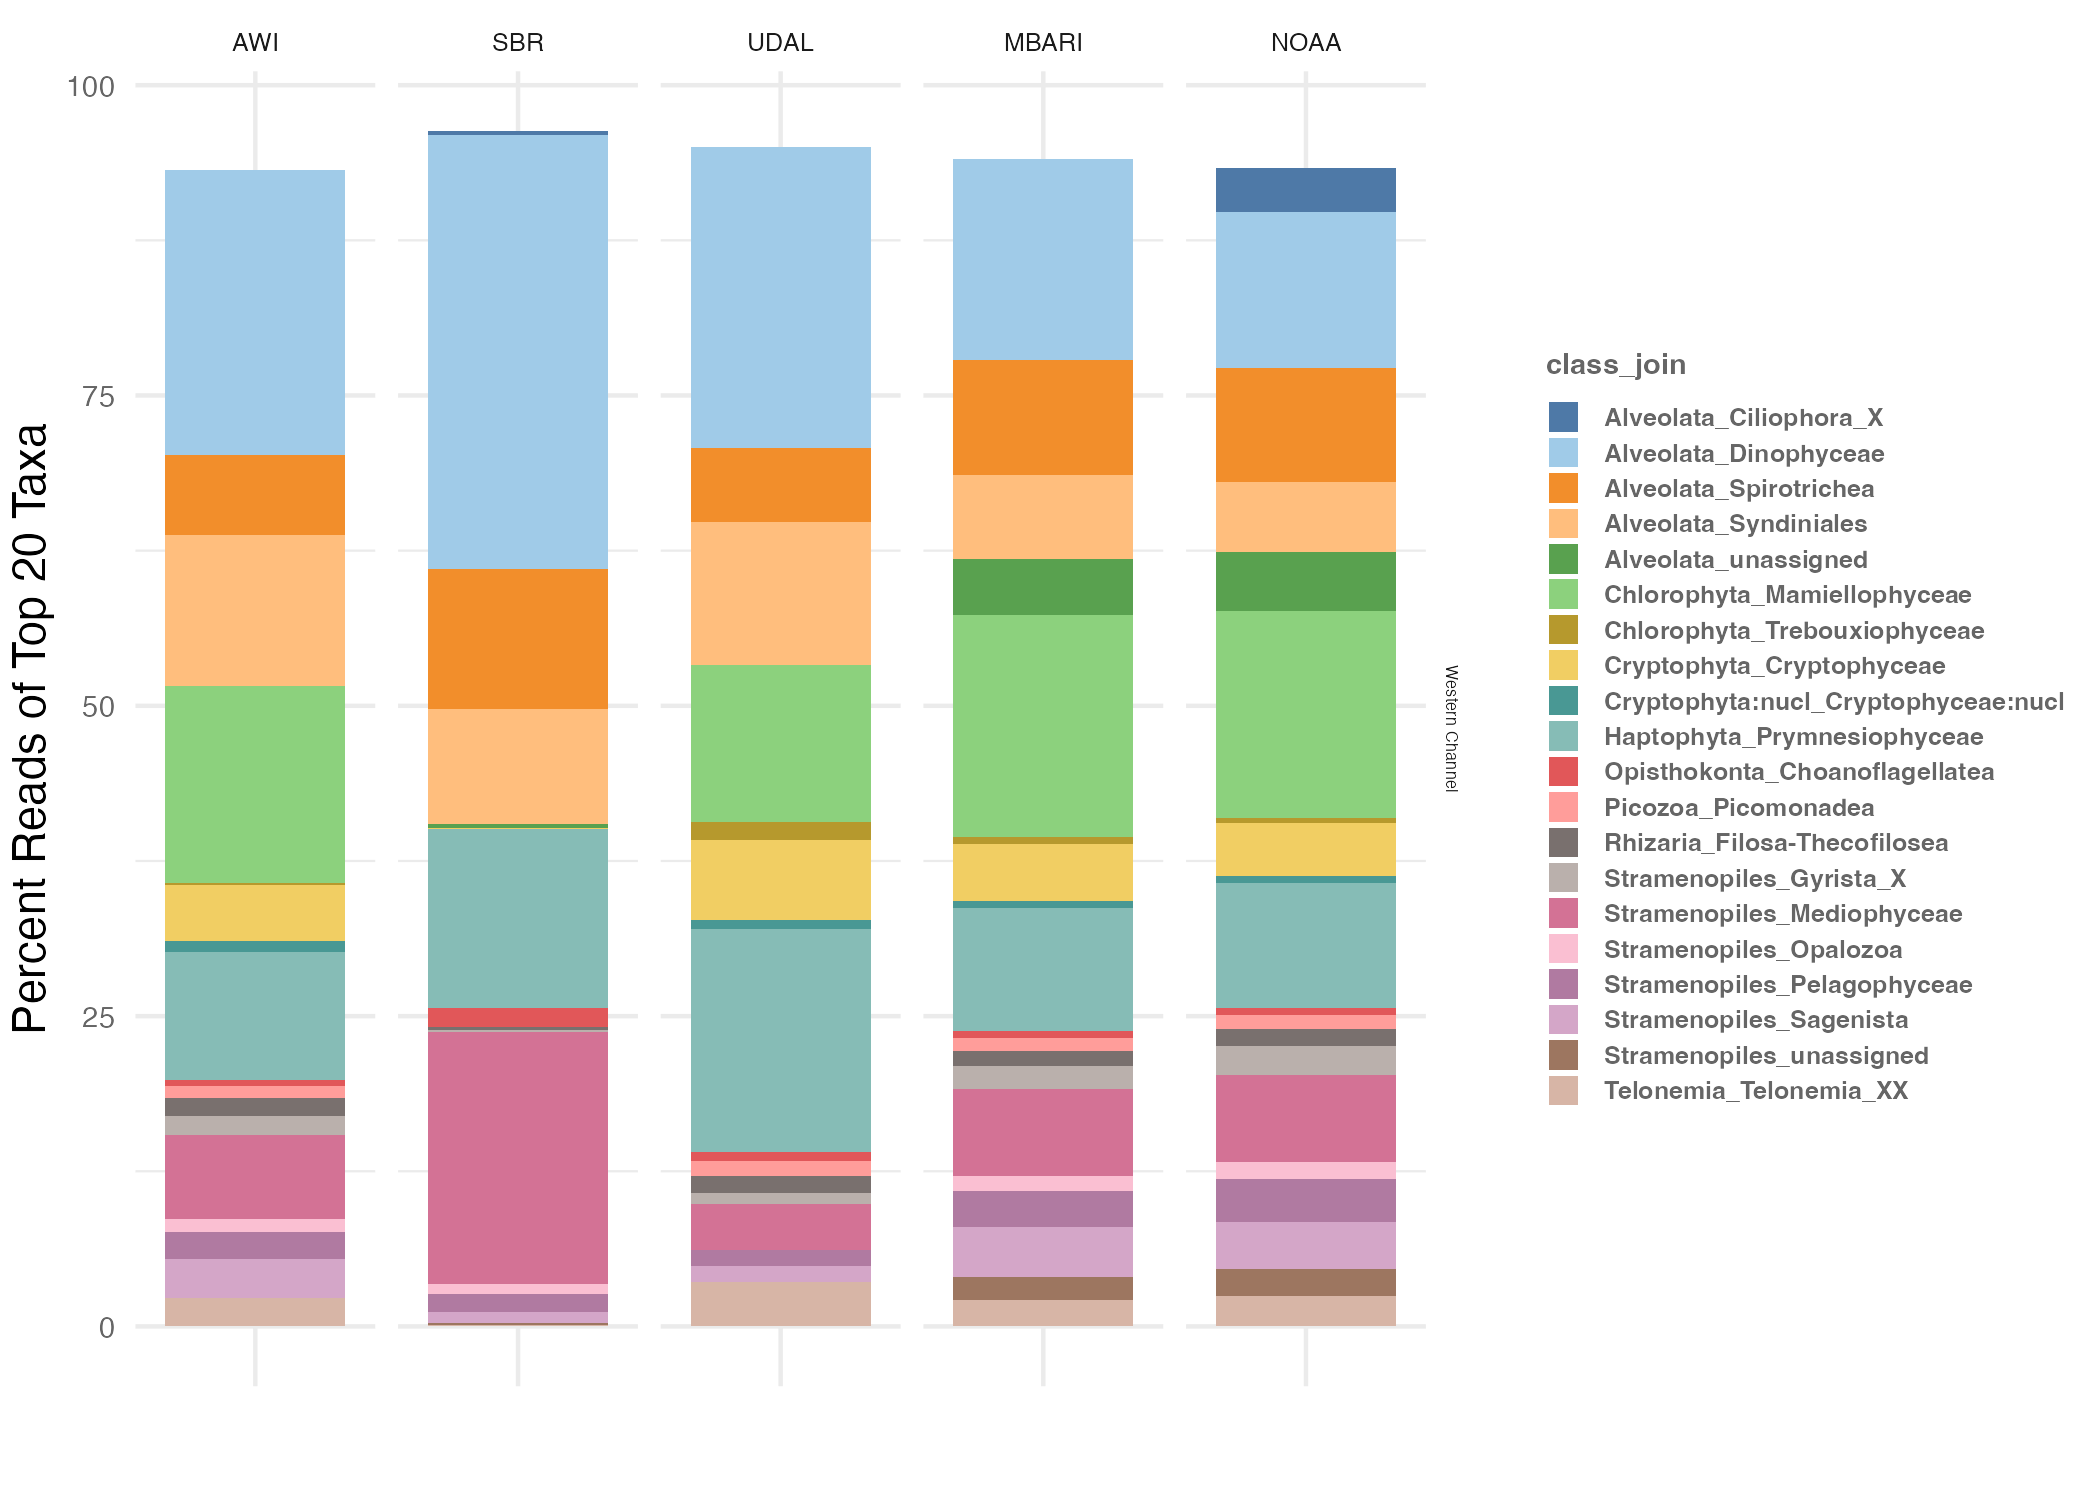 AWI SBR UDAL MBARI NOAA
Percent Reads of Top 20 Taxa
100
75
50
25
0
Western Channel
class_join
Alveolata_Ciliophora_X
Alveolata_Dinophyceae
Alveolata_Spirotrichea
Alveolata_Syndiniales
Alveolata_unassigned
Chlorophyta_Mamiellophyceae
Chlorophyta_Trebouxiophyceae
Cryptophyta_Cryptophyceae
Cryptophyta:nucl_Cryptophyceae:nucl
Haptophyta_Prymnesiophyceae
Opisthokonta_Choanoflagellatea
Picozoa_Picomonadea
Rhizaria_Filosa-Thecofilosea
Stramenopiles_Gyrista_X
Stramenopiles_Mediophyceae
Stramenopiles_Opalozoa
Stramenopiles_Pelagophyceae
Stramenopiles_Sagenista
Stramenopiles_unassigned
Telonemia_Telonemia_XX